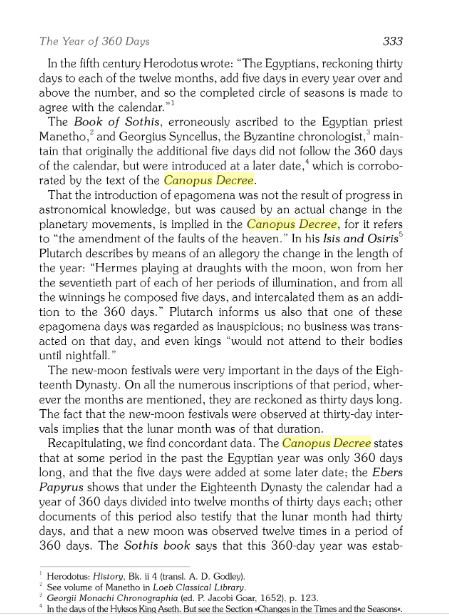 The Year of 360 Days 333
In the fifth century Herodotus wrote: “The Egyptians, reckoning thirty
days to each of the twelve months, add five days in every year over and
above the number, and so the completed circle of seasons is made to
agree with the calendar.”1
The Book of Sothis, erroneously ascribed to the Egyptian priest
Manetho,2 and Georgius Syncellus, the Byzantine chronologist,3 main-
tain that originally the additional five days did not follow the 360 days
of the calendar, but were introduced at a later date,4 which is corrobo-
rated by the text of the Canopus Decree.
That the introduction of epagomena was not the result of progress in
astronomical knowledge, but was caused by an actual change in the
planetary movements, is implied in the Canopus Decree, for it refers
to “the amendment of the faults of the heaven.” In his Isis and Osiris5
Plutarch describes by means of an allegory the change in the length of
the year: “Hermes playing at draughts with the moon, won from her
the seventieth part of each of her periods of illumination, and from all
the winnings he composed five days, and intercalated them as an addi-
tion to the 360 days.” Plutarch informs us also that one of these
epagomena days was regarded as inauspicious; no business was trans-
acted on that day, and even kings “would not attend to their bodies
until nightfall.”
The new-moon festivals were very important in the days of the Eigh-
teenth Dynasty. On all the numerous inscriptions of that period, wher-
ever the months are mentioned, they are reckoned as thirty days long.
The fact that the new-moon festivals were observed at thirty-day inter-
vals implies that the lunar month was of that duration.
Recapitulating, we find concordant data. The Canopus Decree states
that at some period in the past the Egyptian year was only 360 days
long, and that the five days were added at some later date; the Ebers
Papyrus shows that under the Eighteenth Dynasty the calendar had a
year of 360 days divided into twelve months of thirty days each; other
documents of this period also testify that the lunar month had thirty
days, and that a new moon was observed twelve times in a period of
360 days. The Sothis book says that this 360-day year was estab-
1 Herodotus: History, Bk. ii 4 (transl. A. D. Godley).
2 See volume of Manetho in Loeb Classical Library.
3 Georgii Monachi Chronographia (ed. P. Jacobi Goar, 1652), p. 123.
4 In the days of the Hyksos King Aseth. But see the Section »Changes in the Times and the Seasons«.